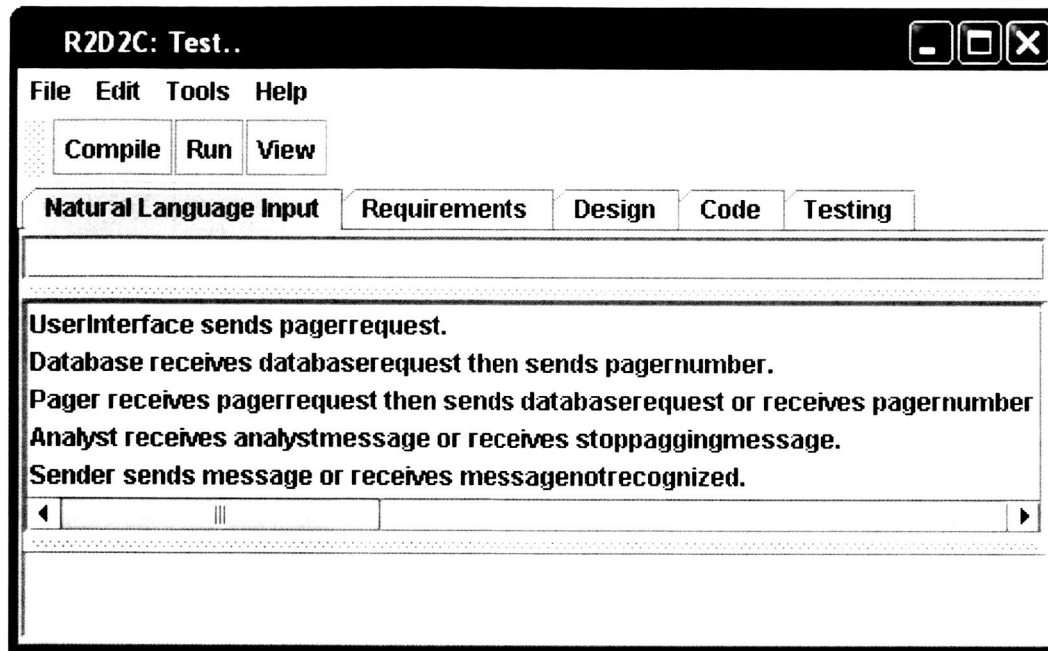 R2D2C: Test..
File Edit Tools Help
Compile Run View
Natural Language Input Requirements Design Code Testing
UserInterface sends pagerrequest.
Database receives databaserequest then sends pagernumber.
Pager receives pagerrequest then sends databaserequest or receives pagernumber
Analyst receives analystmessage or receives stoppaggingmessage.
Sender sends message or receives messagenotrecognized.